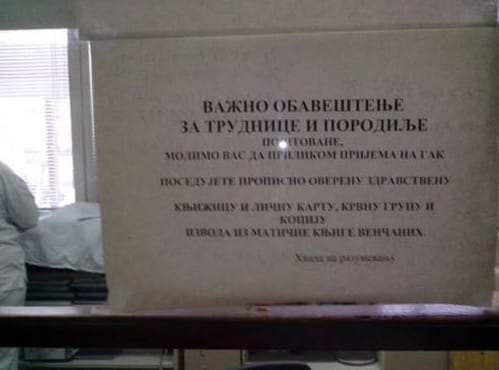 ВАЖНО ОБАВЕШТЕЊЕ
ЗА ТРУДНИЦЕ И ПОРОДИЉЕ
ПОШТОВАНЕ,
МОЛИМО ВАС ДА ПРИЛИКОМ ПРИЈЕМА НА ГАК
ПОСЕДУЈЕТЕ ПРОПИСНО ОВЕРЕНУ ЗДРАВСТВЕНУ
КЊИЖИЦУ И ЛИЧНУ КАРТУ, КРВНУ ГРУПУ И
КОПИЈУ
ИЗВОДА ИЗ МАТИЧНЕ КЊИГЕ ВЕНЧАНИХ.
Хвала на разумевању